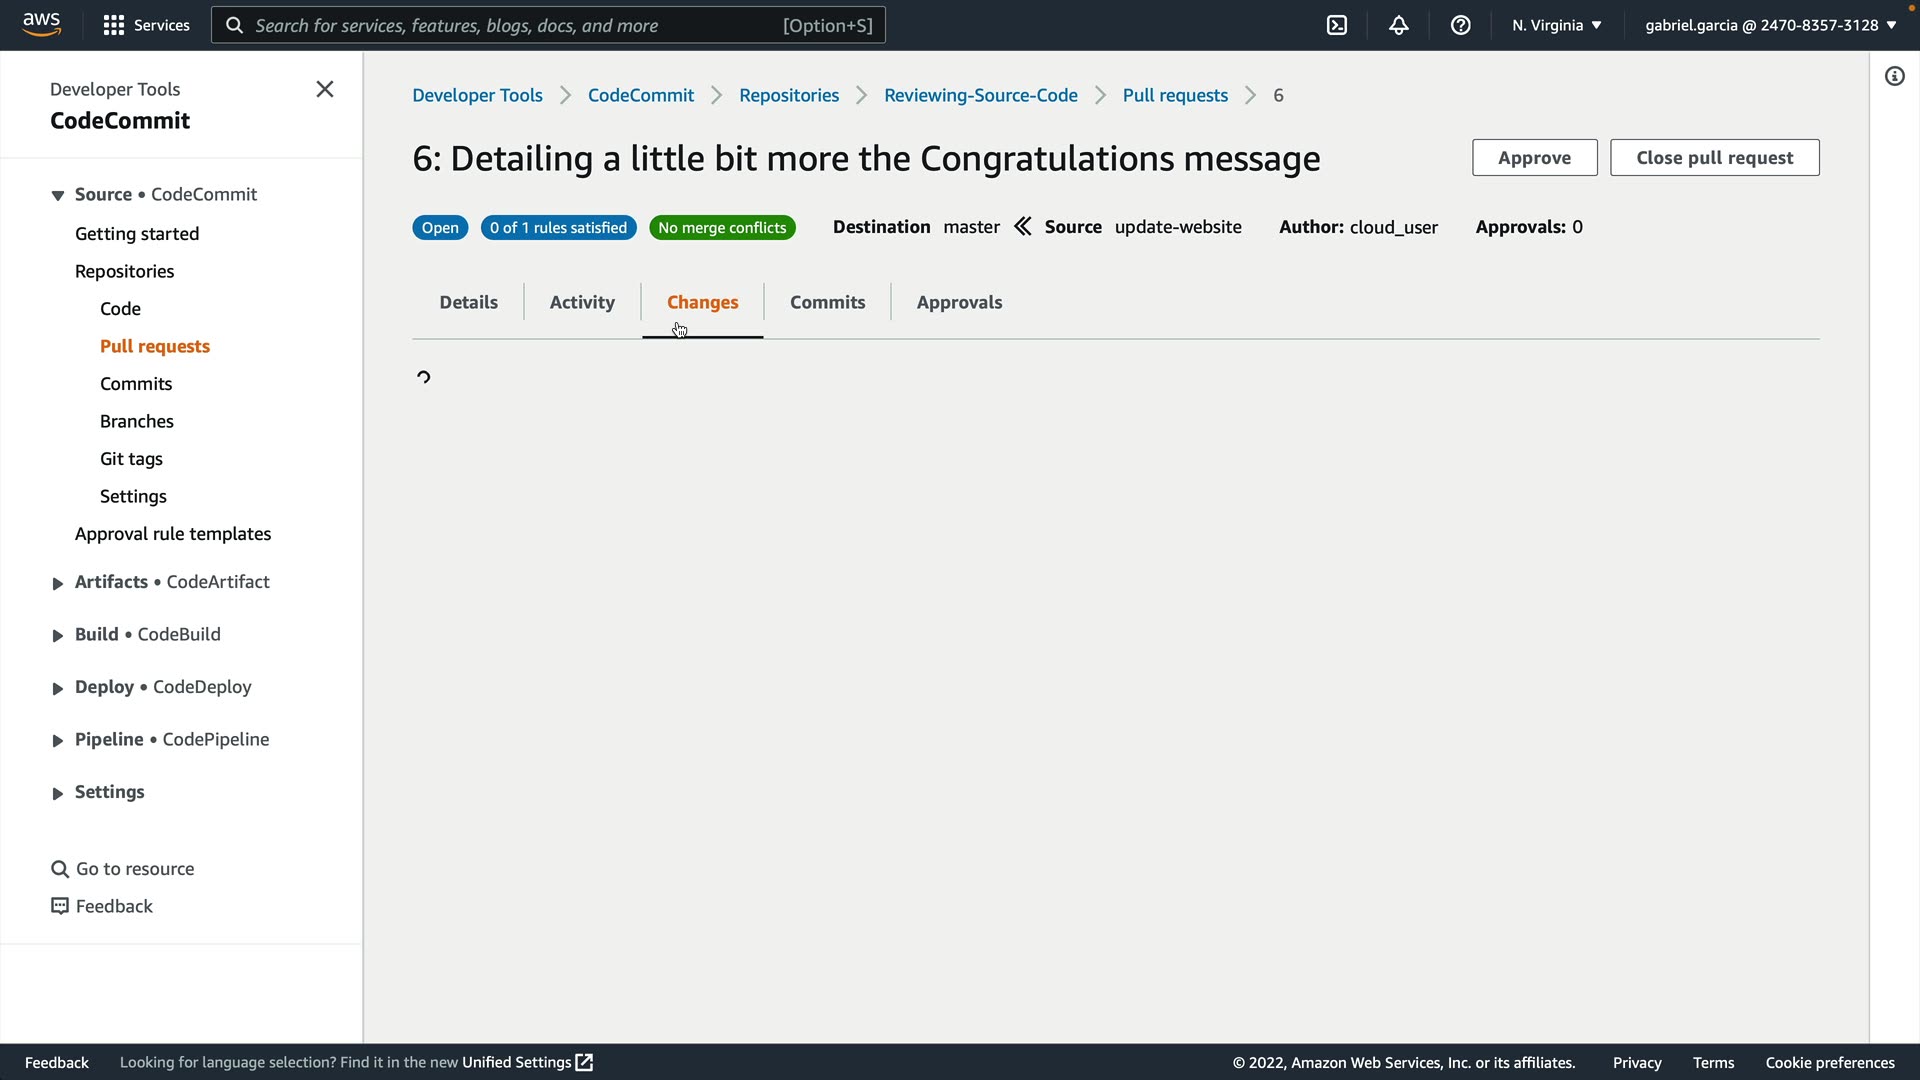 aws Services Search for services, features, blogs, docs, and more [Option+S] N. Virginia gabriel.garcia @ 2470-8357-3128
Developer Tools
CodeCommit
Source • CodeCommit
Getting started
Repositories
Code
Pull requests
Commits
Branches
Git tags
Settings
Approval rule templates
Artifacts • CodeArtifact
Build • CodeBuild
Deploy • CodeDeploy
Pipeline • CodePipeline
Settings
Go to resource
Feedback
Developer Tools CodeCommit Repositories Reviewing-Source-Code Pull requests 6
6: Detailing a little bit more the Congratulations message Approve Close pull request
Open 0 of 1 rules satisfied No merge conflicts Destination master Source update-website Author: cloud_user Approvals: 0
Details Activity Changes Commits Approvals
Feedback Looking for language selection? Find it in the new Unified Settings © 2022, Amazon Web Services, Inc. or its affiliates. Privacy Terms Cookie preferences